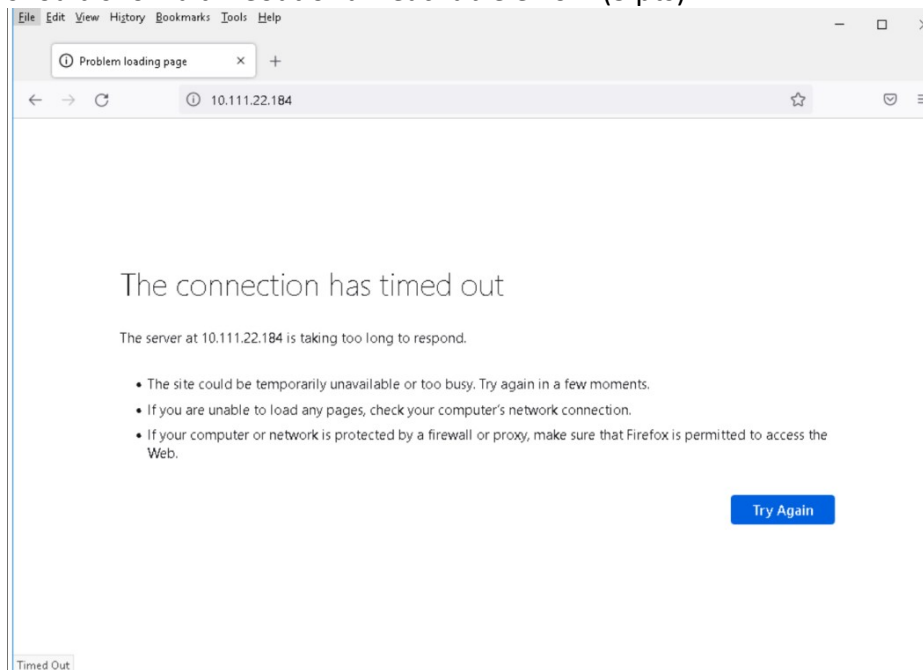 File Edit View History Bookmarks Tools Help
Problem loading page
10.111.22.184
The connection has timed out
The server at 10.111.22.184 is taking too long to respond.
• The site could be temporarily unavailable or too busy. Try again in a few moments.
• If you are unable to load any pages, check your computer's network connection.
• If your computer or network is protected by a firewall or proxy, make sure that Firefox is permitted to access the
Web.
Try Again
Timed Out